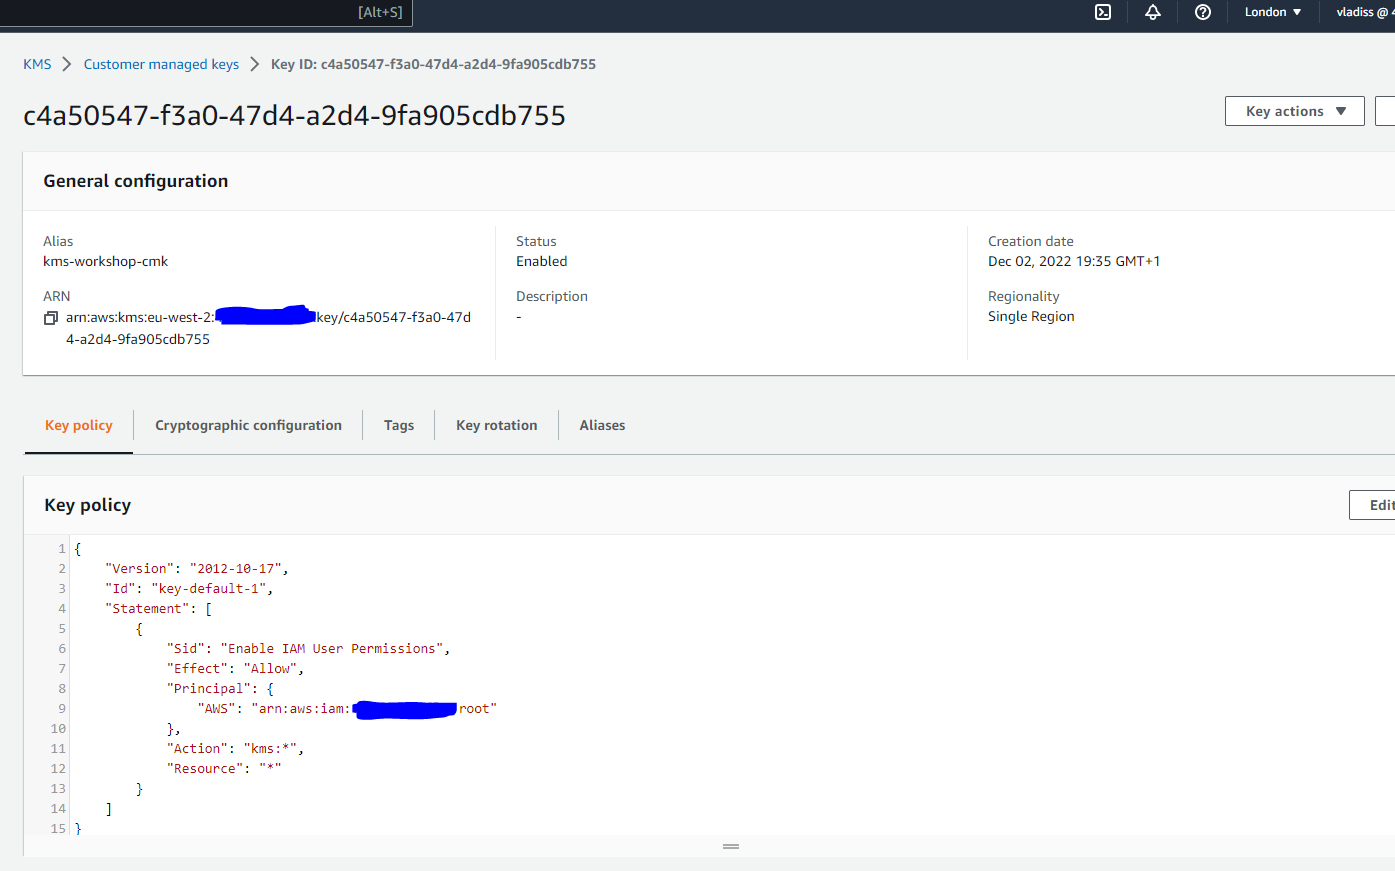 [Alt+S]
London ▼
vladiss @ 4
KMS > Customer managed keys > Key ID: c4a50547-f3a0-47d4-a2d4-9fa905cdb755
c4a50547-f3a0-47d4-a2d4-9fa905cdb755
Key actions ▼
General configuration
Alias
kms-workshop-cmk
ARN
arn:aws:kms:eu-west-2: key/c4a50547-f3a0-47d
4-a2d4-9fa905cdb755
Status
Enabled
Description
-
Creation date
Dec 02, 2022 19:35 GMT+1
Regionality
Single Region
Key policy
Cryptographic configuration
Tags
Key rotation
Aliases
Key policy
Edit
1 {
2 "Version": "2012-10-17",
3 "Id": "key-default-1",
4 "Statement": [
5 {
6 "Sid": "Enable IAM User Permissions",
7 "Effect": "Allow",
8 "Principal": {
9 "AWS": "arn:aws:iam: root"
10 },
11 "Action": "kms:*",
12 "Resource": "*"
13 }
14 ]
15 }